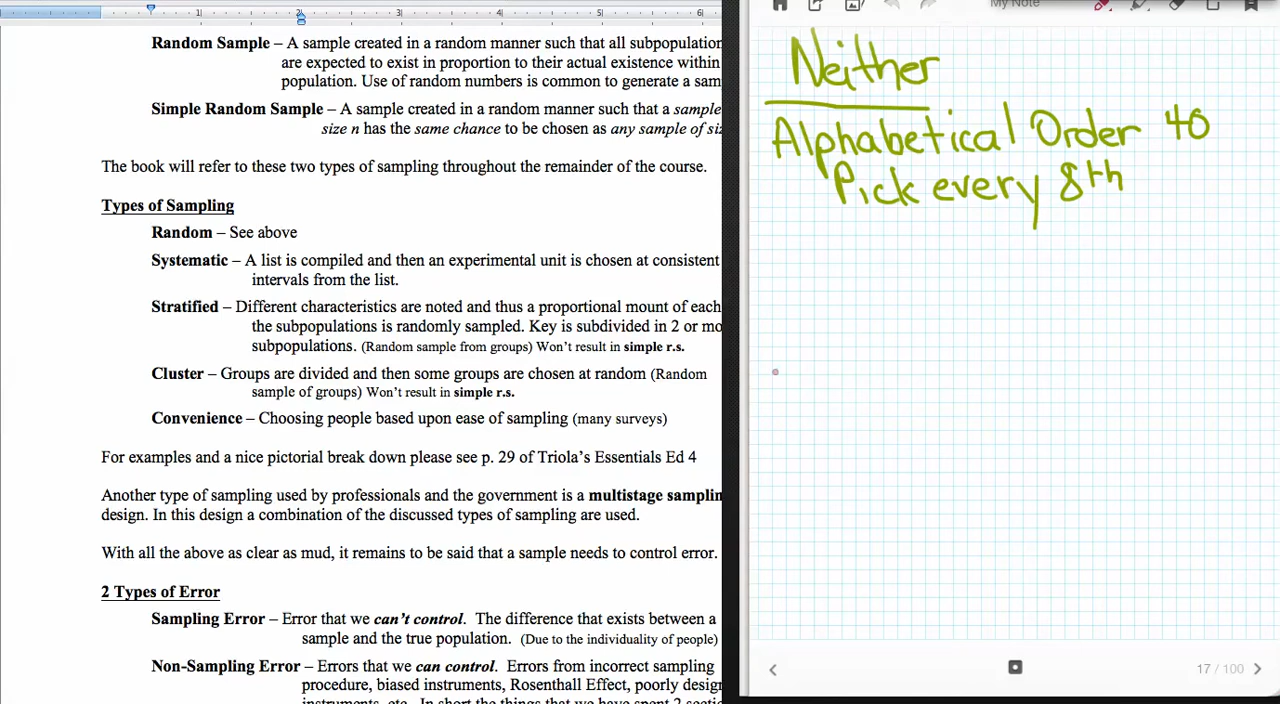 1 2 3 4 5 6
My Note
Random Sample – A sample created in a random manner such that all subpopulation
are expected to exist in proportion to their actual existence within
population. Use of random numbers is common to generate a sam
Simple Random Sample – A sample created in a random manner such that a sample
size n has the same chance to be chosen as any sample of siz
The book will refer to these two types of sampling throughout the remainder of the course.
Types of Sampling
Random – See above
Systematic – A list is compiled and then an experimental unit is chosen at consistent
intervals from the list.
Stratified – Different characteristics are noted and thus a proportional mount of each
the subpopulations is randomly sampled. Key is subdivided in 2 or mo
subpopulations. (Random sample from groups) Won't result in simple r.s.
Cluster – Groups are divided and then some groups are chosen at random (Random
sample of groups) Won't result in simple r.s.
Convenience – Choosing people based upon ease of sampling (many surveys)
For examples and a nice pictorial break down please see p. 29 of Triola's Essentials Ed 4
Another type of sampling used by professionals and the government is a multistage samplin
design. In this design a combination of the discussed types of sampling are used.
With all the above as clear as mud, it remains to be said that a sample needs to control error.
2 Types of Error
Sampling Error – Error that we can't control. The difference that exists between a
sample and the true population. (Due to the individuality of people)
Non-Sampling Error – Errors that we can control. Errors from incorrect sampling
procedure, biased instruments, Rosenthall Effect, poorly design
Neither
Alphabetical Order 40
Pick every 8th
17 / 100